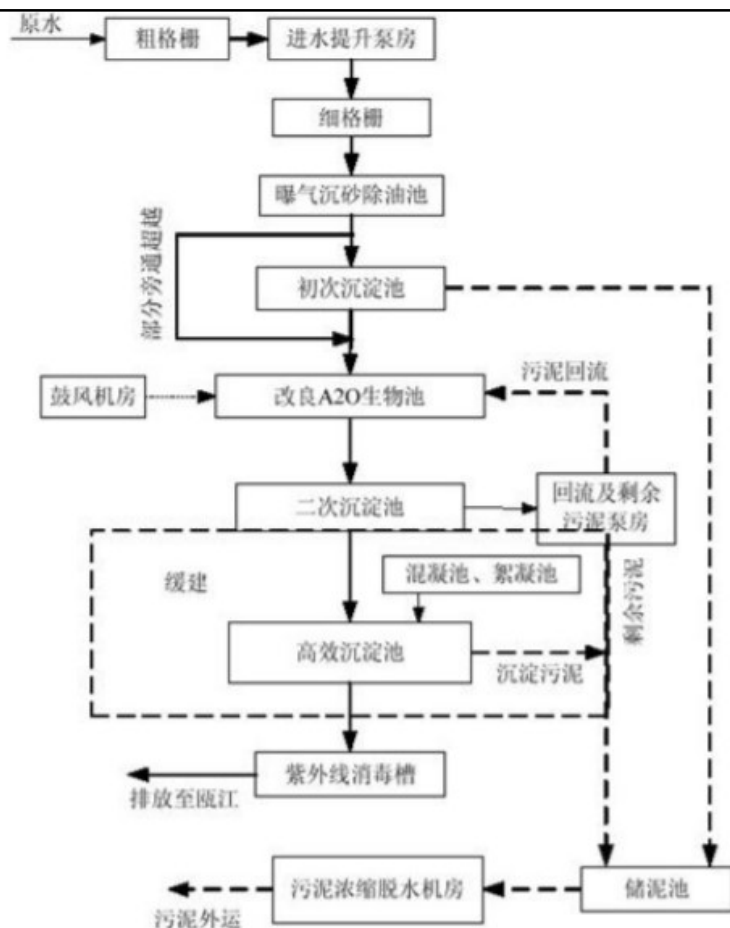 原水
粗格栅
进水提升泵房
细格栅
曝气沉砂除油池
部分旁通超越
初次沉淀池
污泥回流
鼓风机房
改良A2O生物池
二次沉淀池
回流及剩余
污泥泵房
缓建
混凝池、絮凝池
剩余污泥
高效沉淀池
沉淀污泥
紫外线消毒槽
排放至瓯江
污泥浓缩脱水机房
储泥池
污泥外运